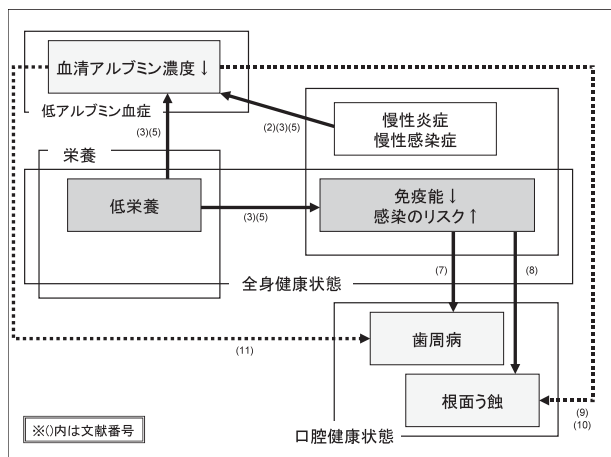 血清アルブミン濃度↓
低アルブミン血症
(3)(5)
(2)(3)(5)
慢性炎症
慢性感染症
栄養
低栄養
(3)(5)
免疫能↓
感染のリスク↑
全身健康状態
(7)
(8)
歯周病
(11)
根面う蝕
(9)
(10)
口腔健康状態
※()内は文献番号